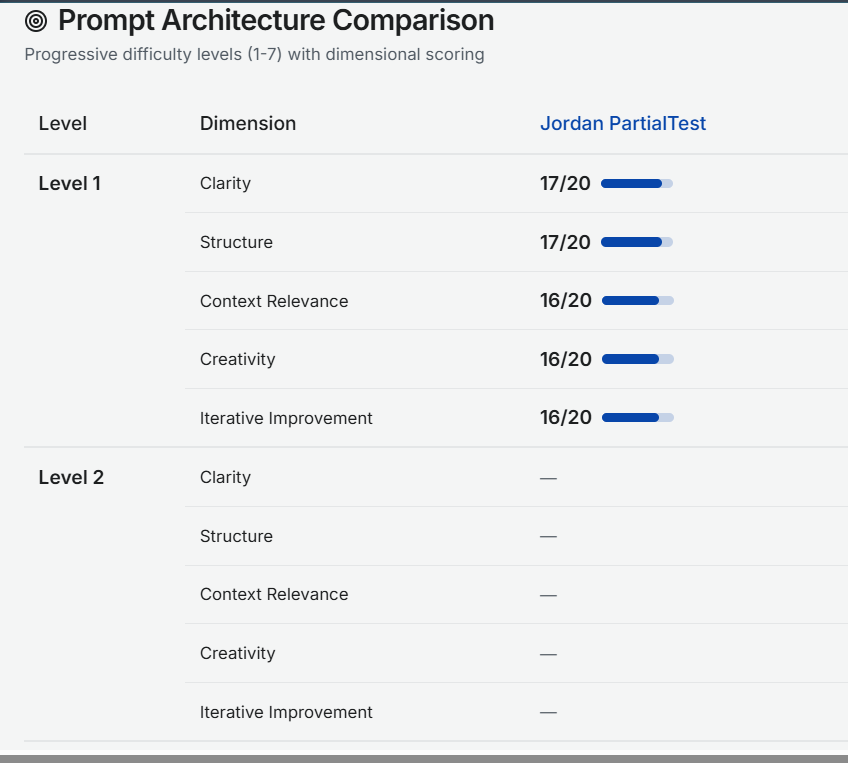 Prompt Architecture Comparison
Progressive difficulty levels (1-7) with dimensional scoring
Level Dimension Jordan PartialTest
Level 1 Clarity 17/20
Structure 17/20
Context Relevance 16/20
Creativity 16/20
Iterative Improvement 16/20
Level 2 Clarity —
Structure —
Context Relevance —
Creativity —
Iterative Improvement —